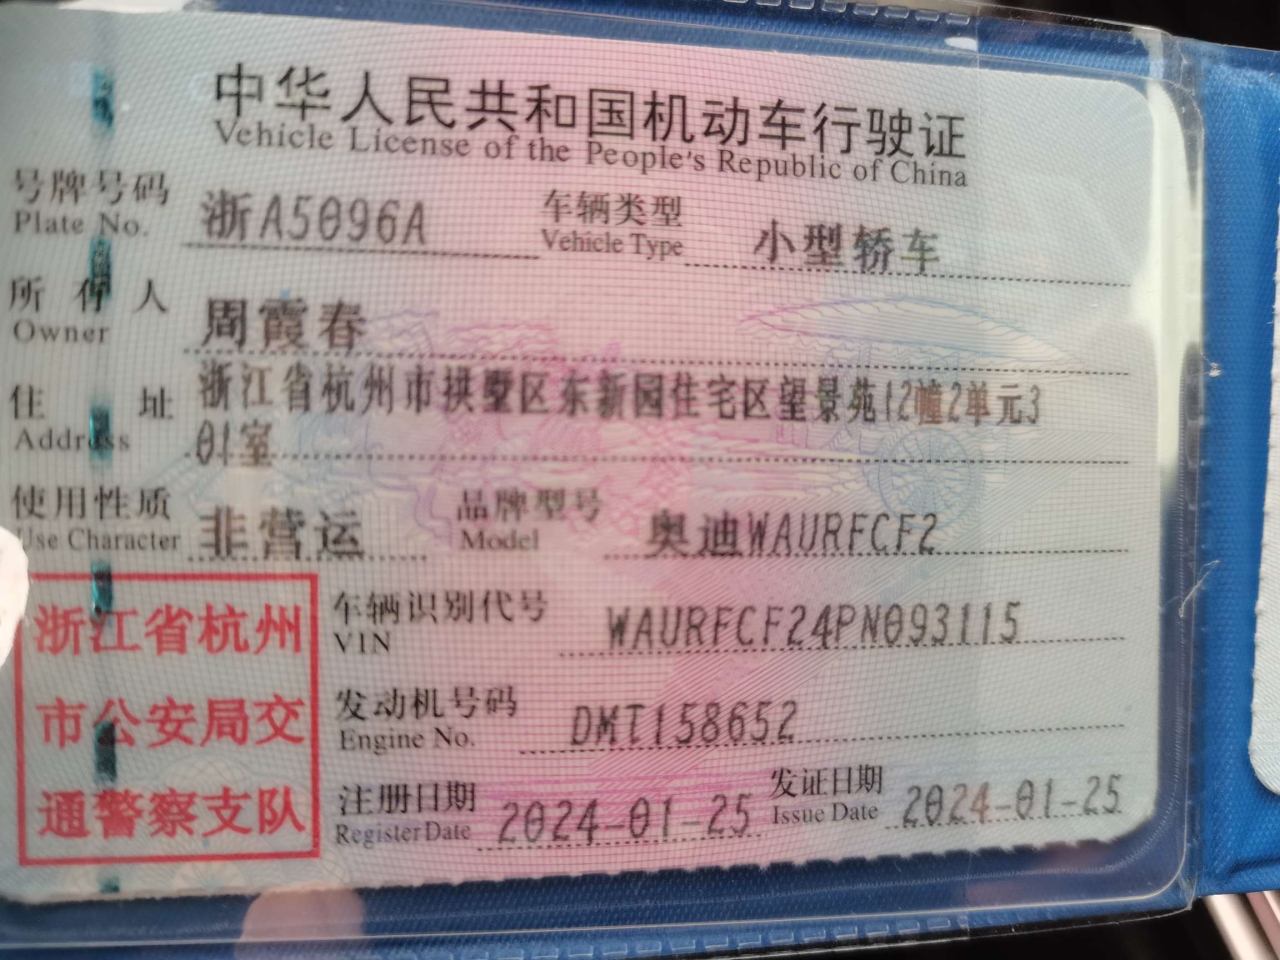 中华人民共和国机动车行驶证
Vehicle License of the People's Republic of China
号牌号码 浙A5096A 车辆类型 小型轿车
Plate No. Vehicle Type
所有人 周霞春
Owner
住址 浙江省杭州市拱墅区东新园住宅区望景苑12幢2单元3
Address 01室
使用性质 非营运 品牌型号 奥迪WAURFCF2
Use Character Model
浙江省杭州
市公安局交
通警察支队
车辆识别代号 WAURFCF24PN093115
VIN
发动机号码 DMT158652
Engine No.
注册日期 2024-01-25 发证日期 2024-01-25
Register Date Issue Date